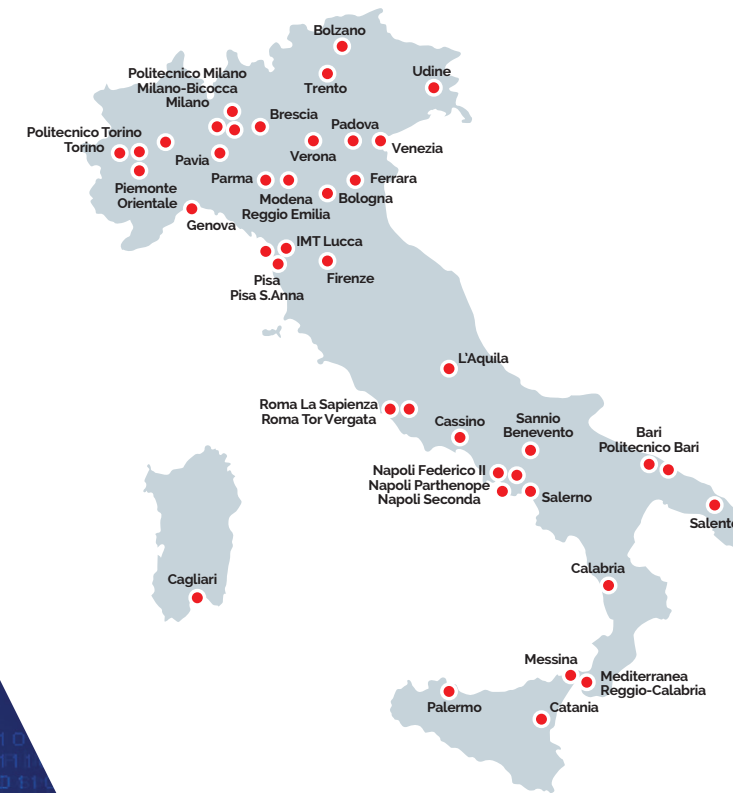 Bolzano
Trento
Udine
Politecnico Milano
Milano-Bicocca
Milano
Brescia
Padova
Venezia
Verona
Politecnico Torino
Torino
Pavia
Piemonte
Orientale
Parma
Modena
Reggio Emilia
Ferrara
Bologna
Genova
IMT Lucca
Pisa
Pisa S.Anna
Firenze
L'Aquila
Roma La Sapienza
Roma Tor Vergata
Cassino
Sannio
Benevento
Bari
Politecnico Bari
Napoli Federico II
Napoli Parthenope
Napoli Seconda
Salerno
Salento
Cagliari
Calabria
Messina
Mediterranea
Reggio-Calabria
Palermo
Catania